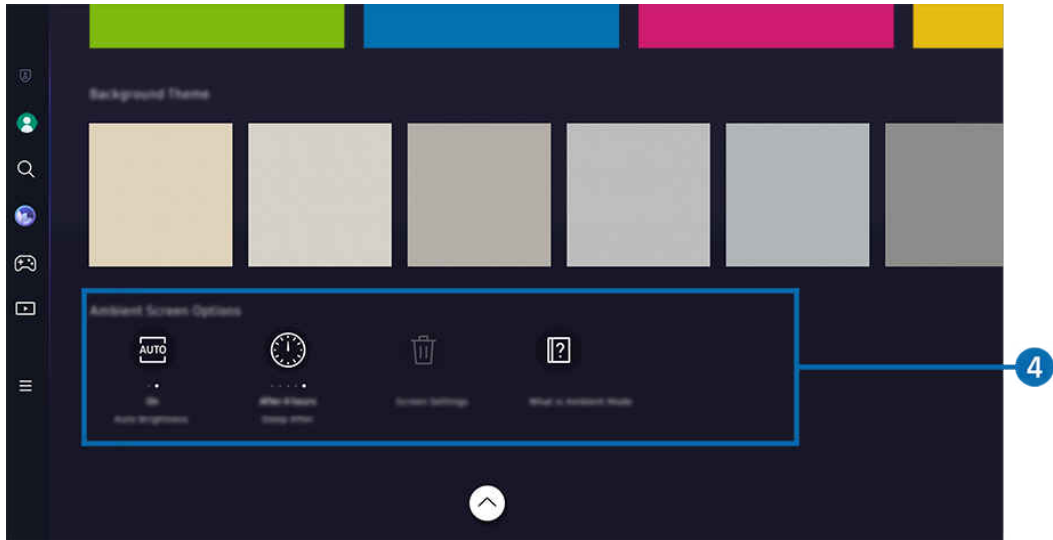 Background Theme
Ambient Screen Options
AUTO
?
On
After 8 hours
Screen Settings
What is Ambient Mode
Auto Brightness
Sleep After
4